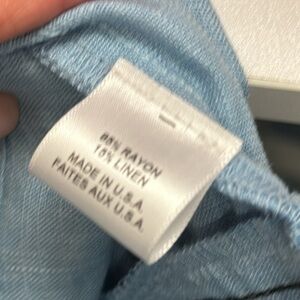 85% RAYON
15% LINEN
MADE IN U.S.A.
FAITES AUX U.S.A.